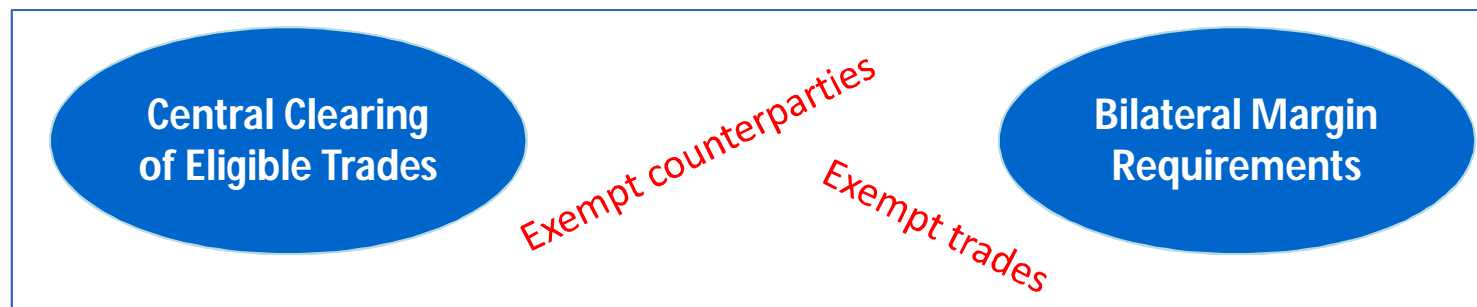 Central Clearing
of Eligible Trades
Exempt counterparties
Exempt trades
Bilateral Margin
Requirements